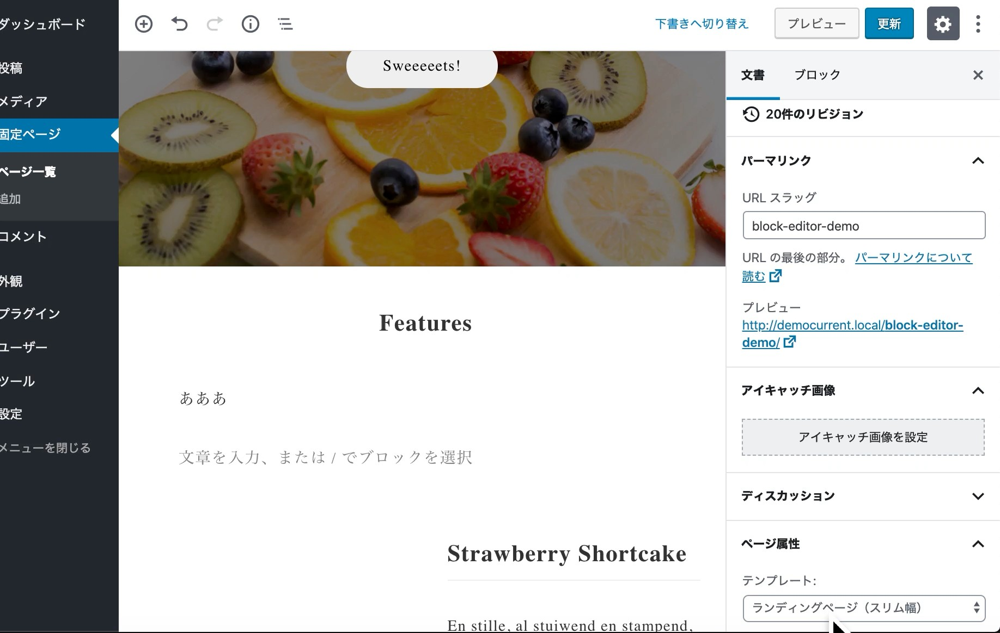 ダッシュボード
投稿
メディア
固定ページ
ページ一覧
追加
コメント
外観
プラグイン
ユーザー
ツール
設定
メニューを閉じる
下書きへ切り替え
プレビュー
更新
Sweeeeets!
Features
あああ
文章を入力、または / でブロックを選択
Strawberry Shortcake
En stille, al stuiwend en stampend,
文書
ブロック
20件のリビジョン
パーマリンク
URL スラッグ
block-editor-demo
URL の最後の部分。 パーマリンクについて
読む
プレビュー
http://democurrent.local/block-editor-
demo/
アイキャッチ画像
アイキャッチ画像を設定
ディスカッション
ページ属性
テンプレート:
ランディングページ（スリム幅）